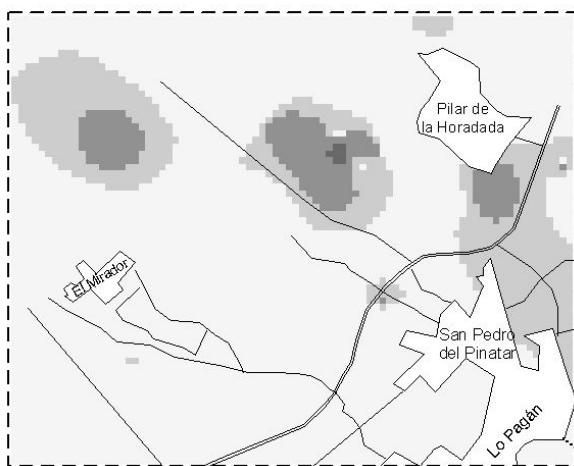 Pilar de
la Horadada
El Mirador
San Pedro
del Pinatar
Lo Pagán